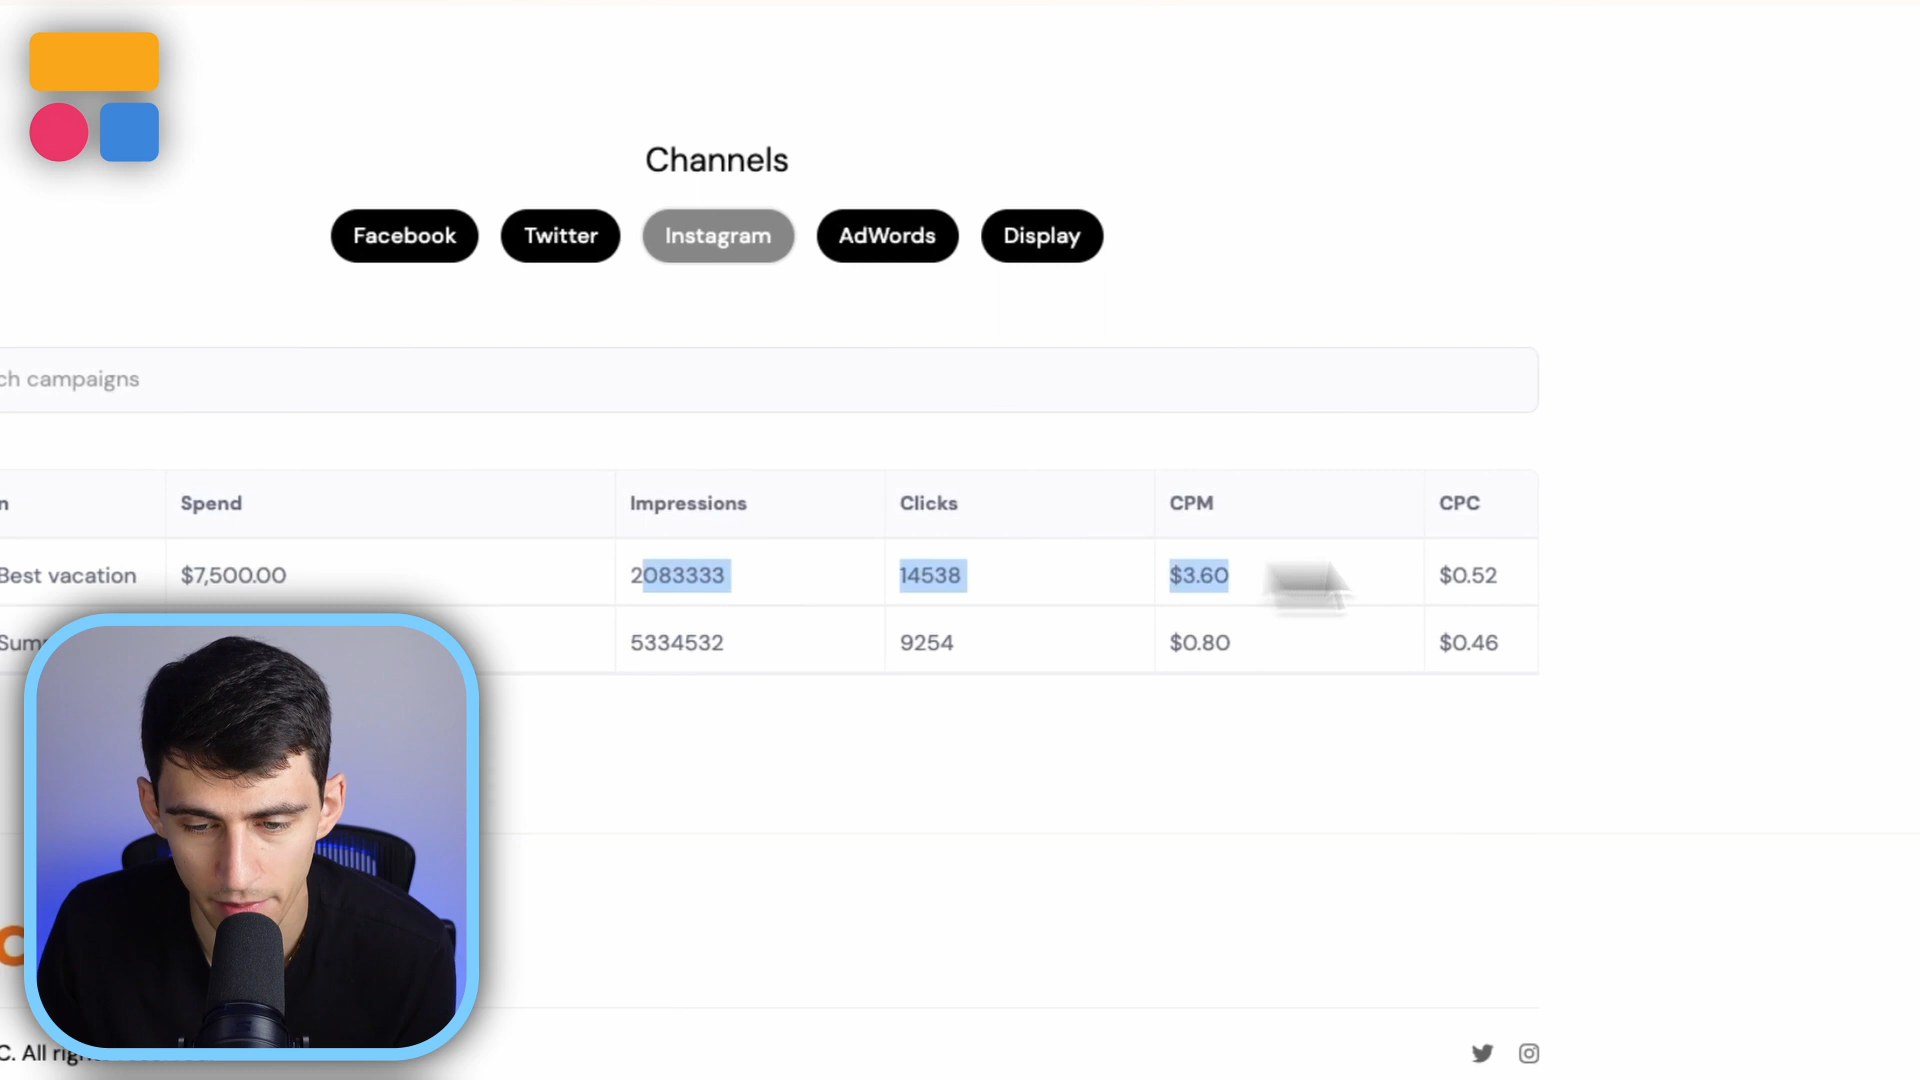 Channels
Facebook Twitter Instagram AdWords Display
ch campaigns
n Spend Impressions Clicks CPM CPC
Best vacation $7,500.00 2083333 14538 $3.60 $0.52
Sum 5334532 9254 $0.80 $0.46
C. All rig